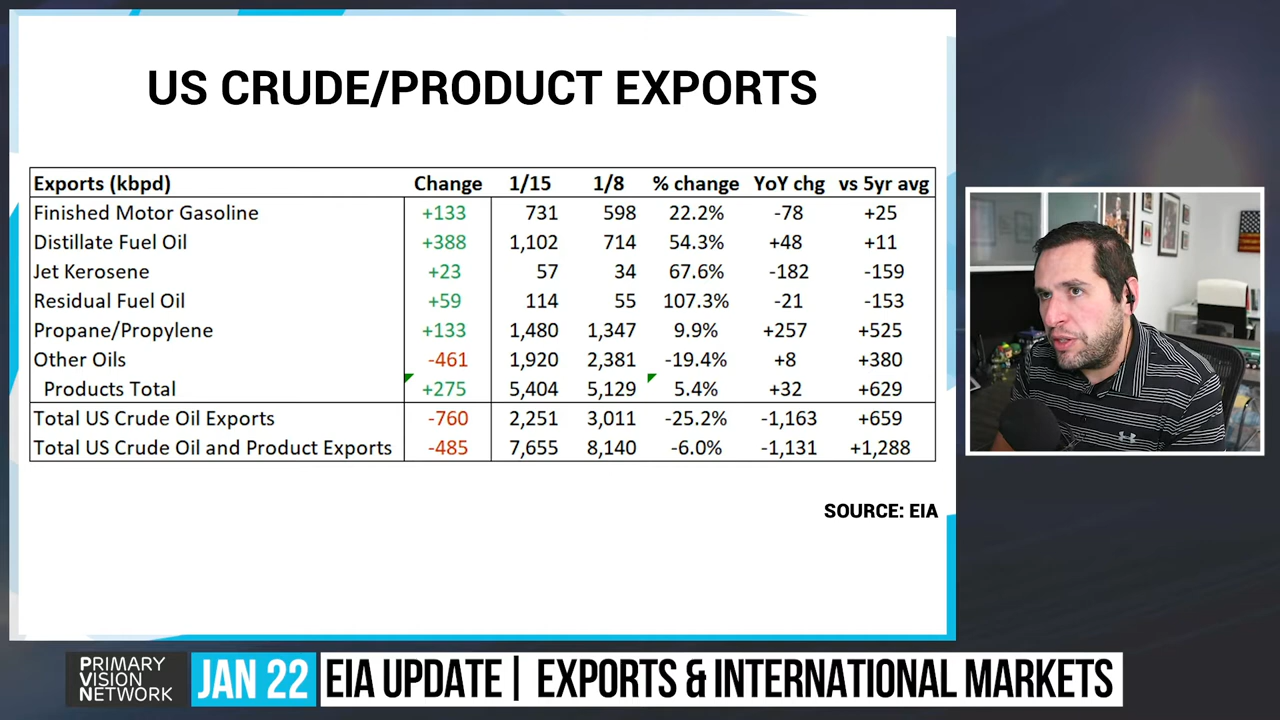 US CRUDE/PRODUCT EXPORTS
Exports (kbpd) Change 1/15 1/8 % change YoY chg vs 5yr avg
Finished Motor Gasoline +133 731 598 22.2% -78 +25
Distillate Fuel Oil +388 1,102 714 54.3% +48 +11
Jet Kerosene +23 57 34 67.6% -182 -159
Residual Fuel Oil +59 114 55 107.3% -21 -153
Propane/Propylene +133 1,480 1,347 9.9% +257 +525
Other Oils -461 1,920 2,381 -19.4% +8 +380
Products Total +275 5,404 5,129 5.4% +32 +629
Total US Crude Oil Exports -760 2,251 3,011 -25.2% -1,163 +659
Total US Crude Oil and Product Exports -485 7,655 8,140 -6.0% -1,131 +1,288
SOURCE: EIA
PRIMARY
VISION
NETWORK
JAN 22 EIA UPDATE | EXPORTS & INTERNATIONAL MARKETS